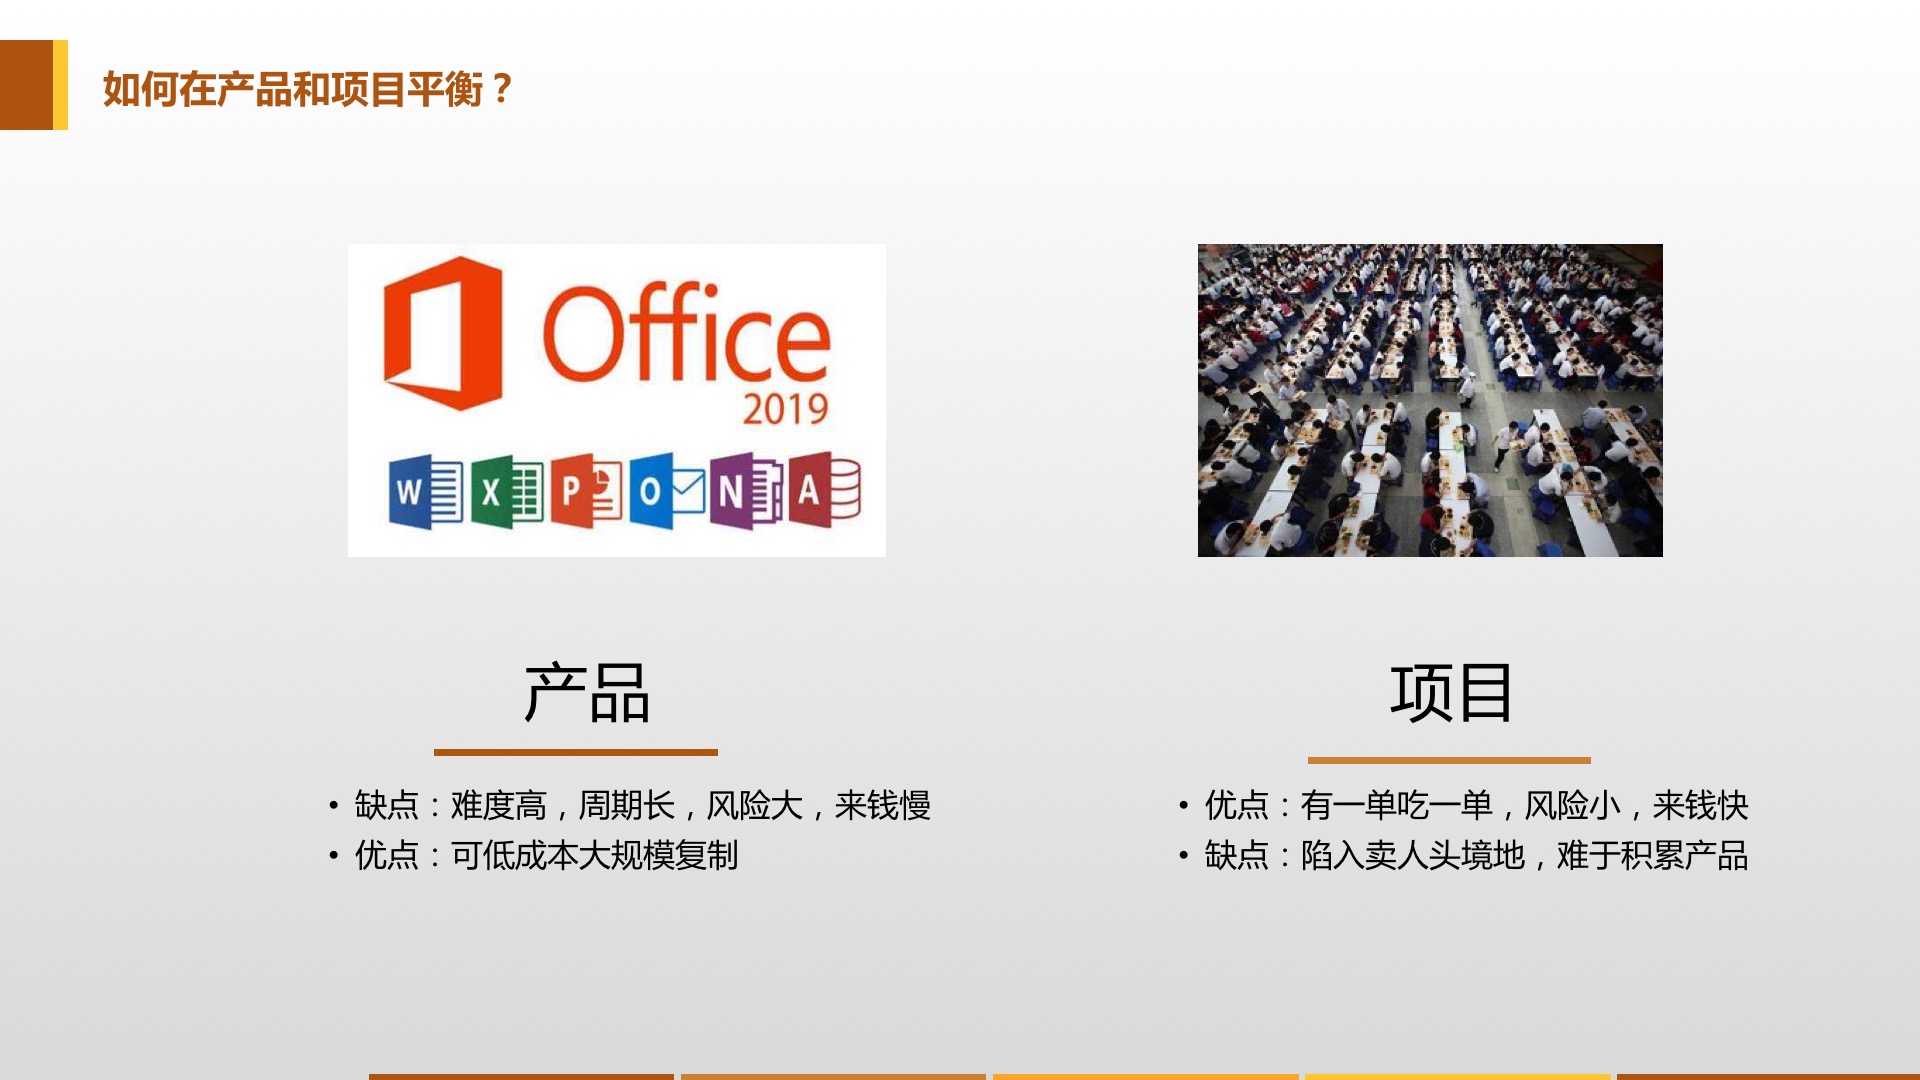 如何在产品和项目平衡？
Office
2019
W X P O N A
产品
• 缺点：难度高，周期长，风险大，来钱慢
• 优点：可低成本大规模复制
项目
• 优点：有一单吃一单，风险小，来钱快
• 缺点：陷入卖人头境地，难于积累产品